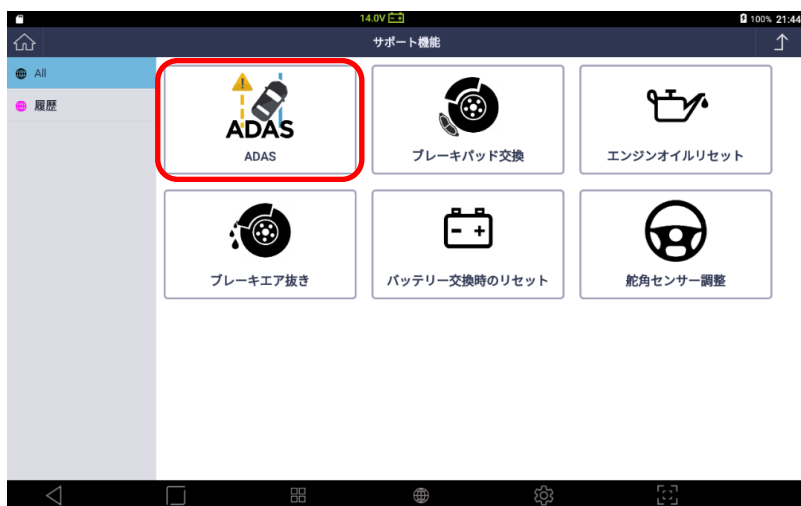 14.0V
100% 21:44
サポート機能
All
履歴
ADAS
ADAS
ブレーキパッド交換
エンジンオイルリセット
ブレーキエア抜き
バッテリー交換時のリセット
舵角センサー調整